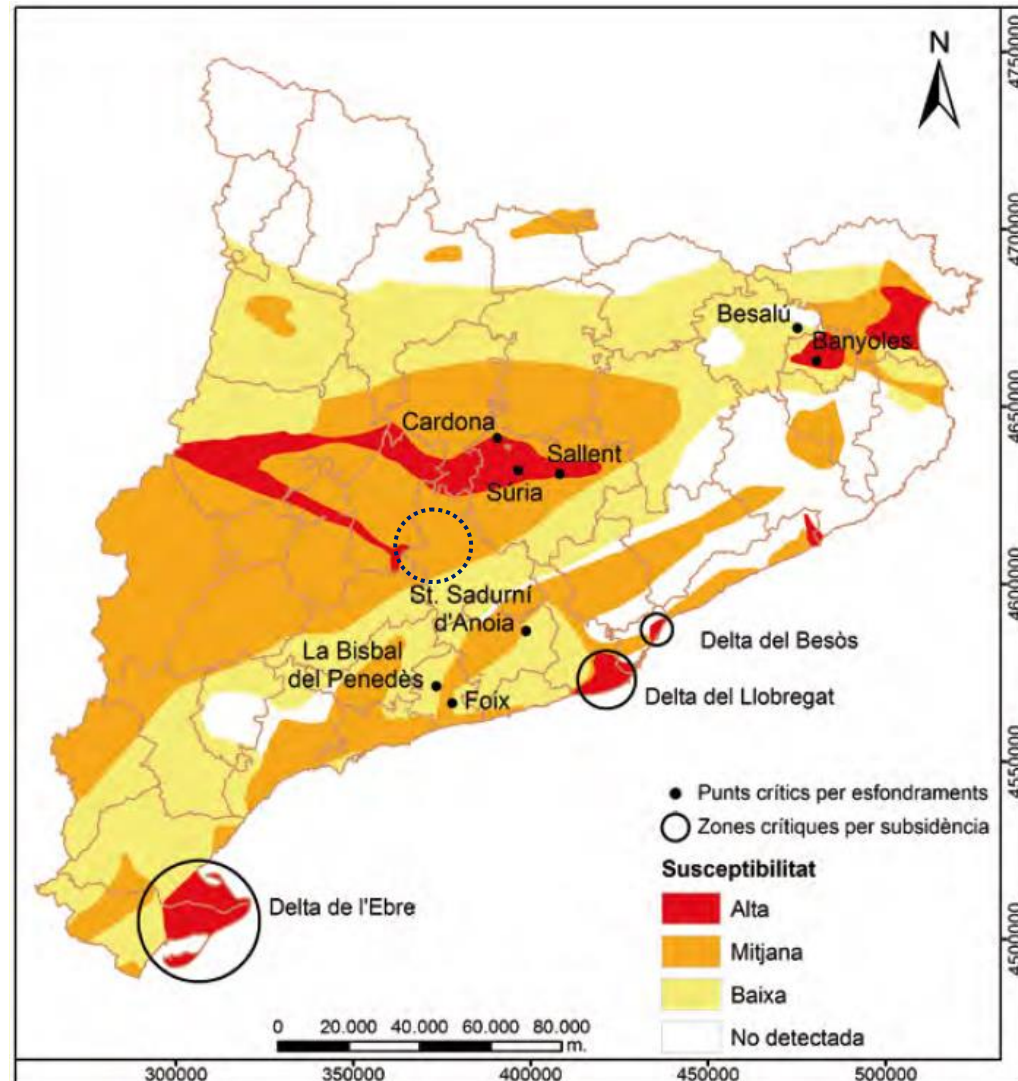 N
4750000
4700000
4650000
4600000
4550000
4500000
Besalú
Banyoles
Cardona
Sallent
Súria
St. Sadurní
d'Anoia
La Bisbal
del Penedès
Foíx
Delta del Besòs
Delta del Llobregat
Delta de l'Ebre
Punts crítics per esfondraments
Zones crítiques per subsidència
Susceptibilitat
Alta
Mitjana
Baixa
No detectada
0 20.000 40.000 60.000 80.000
m.
300000 350000 400000 450000 500000